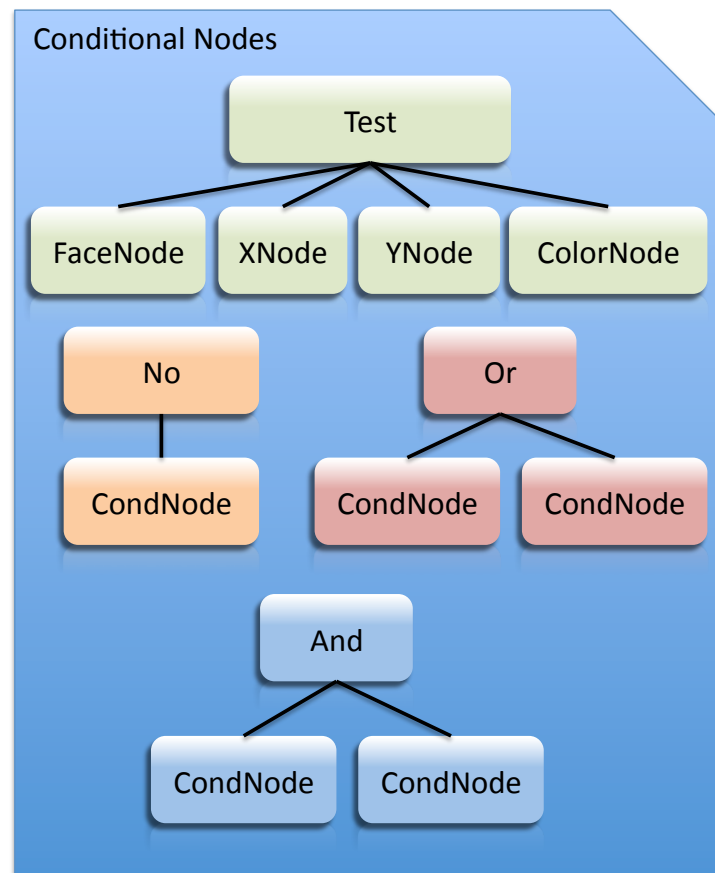 Conditional Nodes
Test
FaceNode XNode YNode ColorNode
No Or
CondNode CondNode CondNode
And
CondNode CondNode